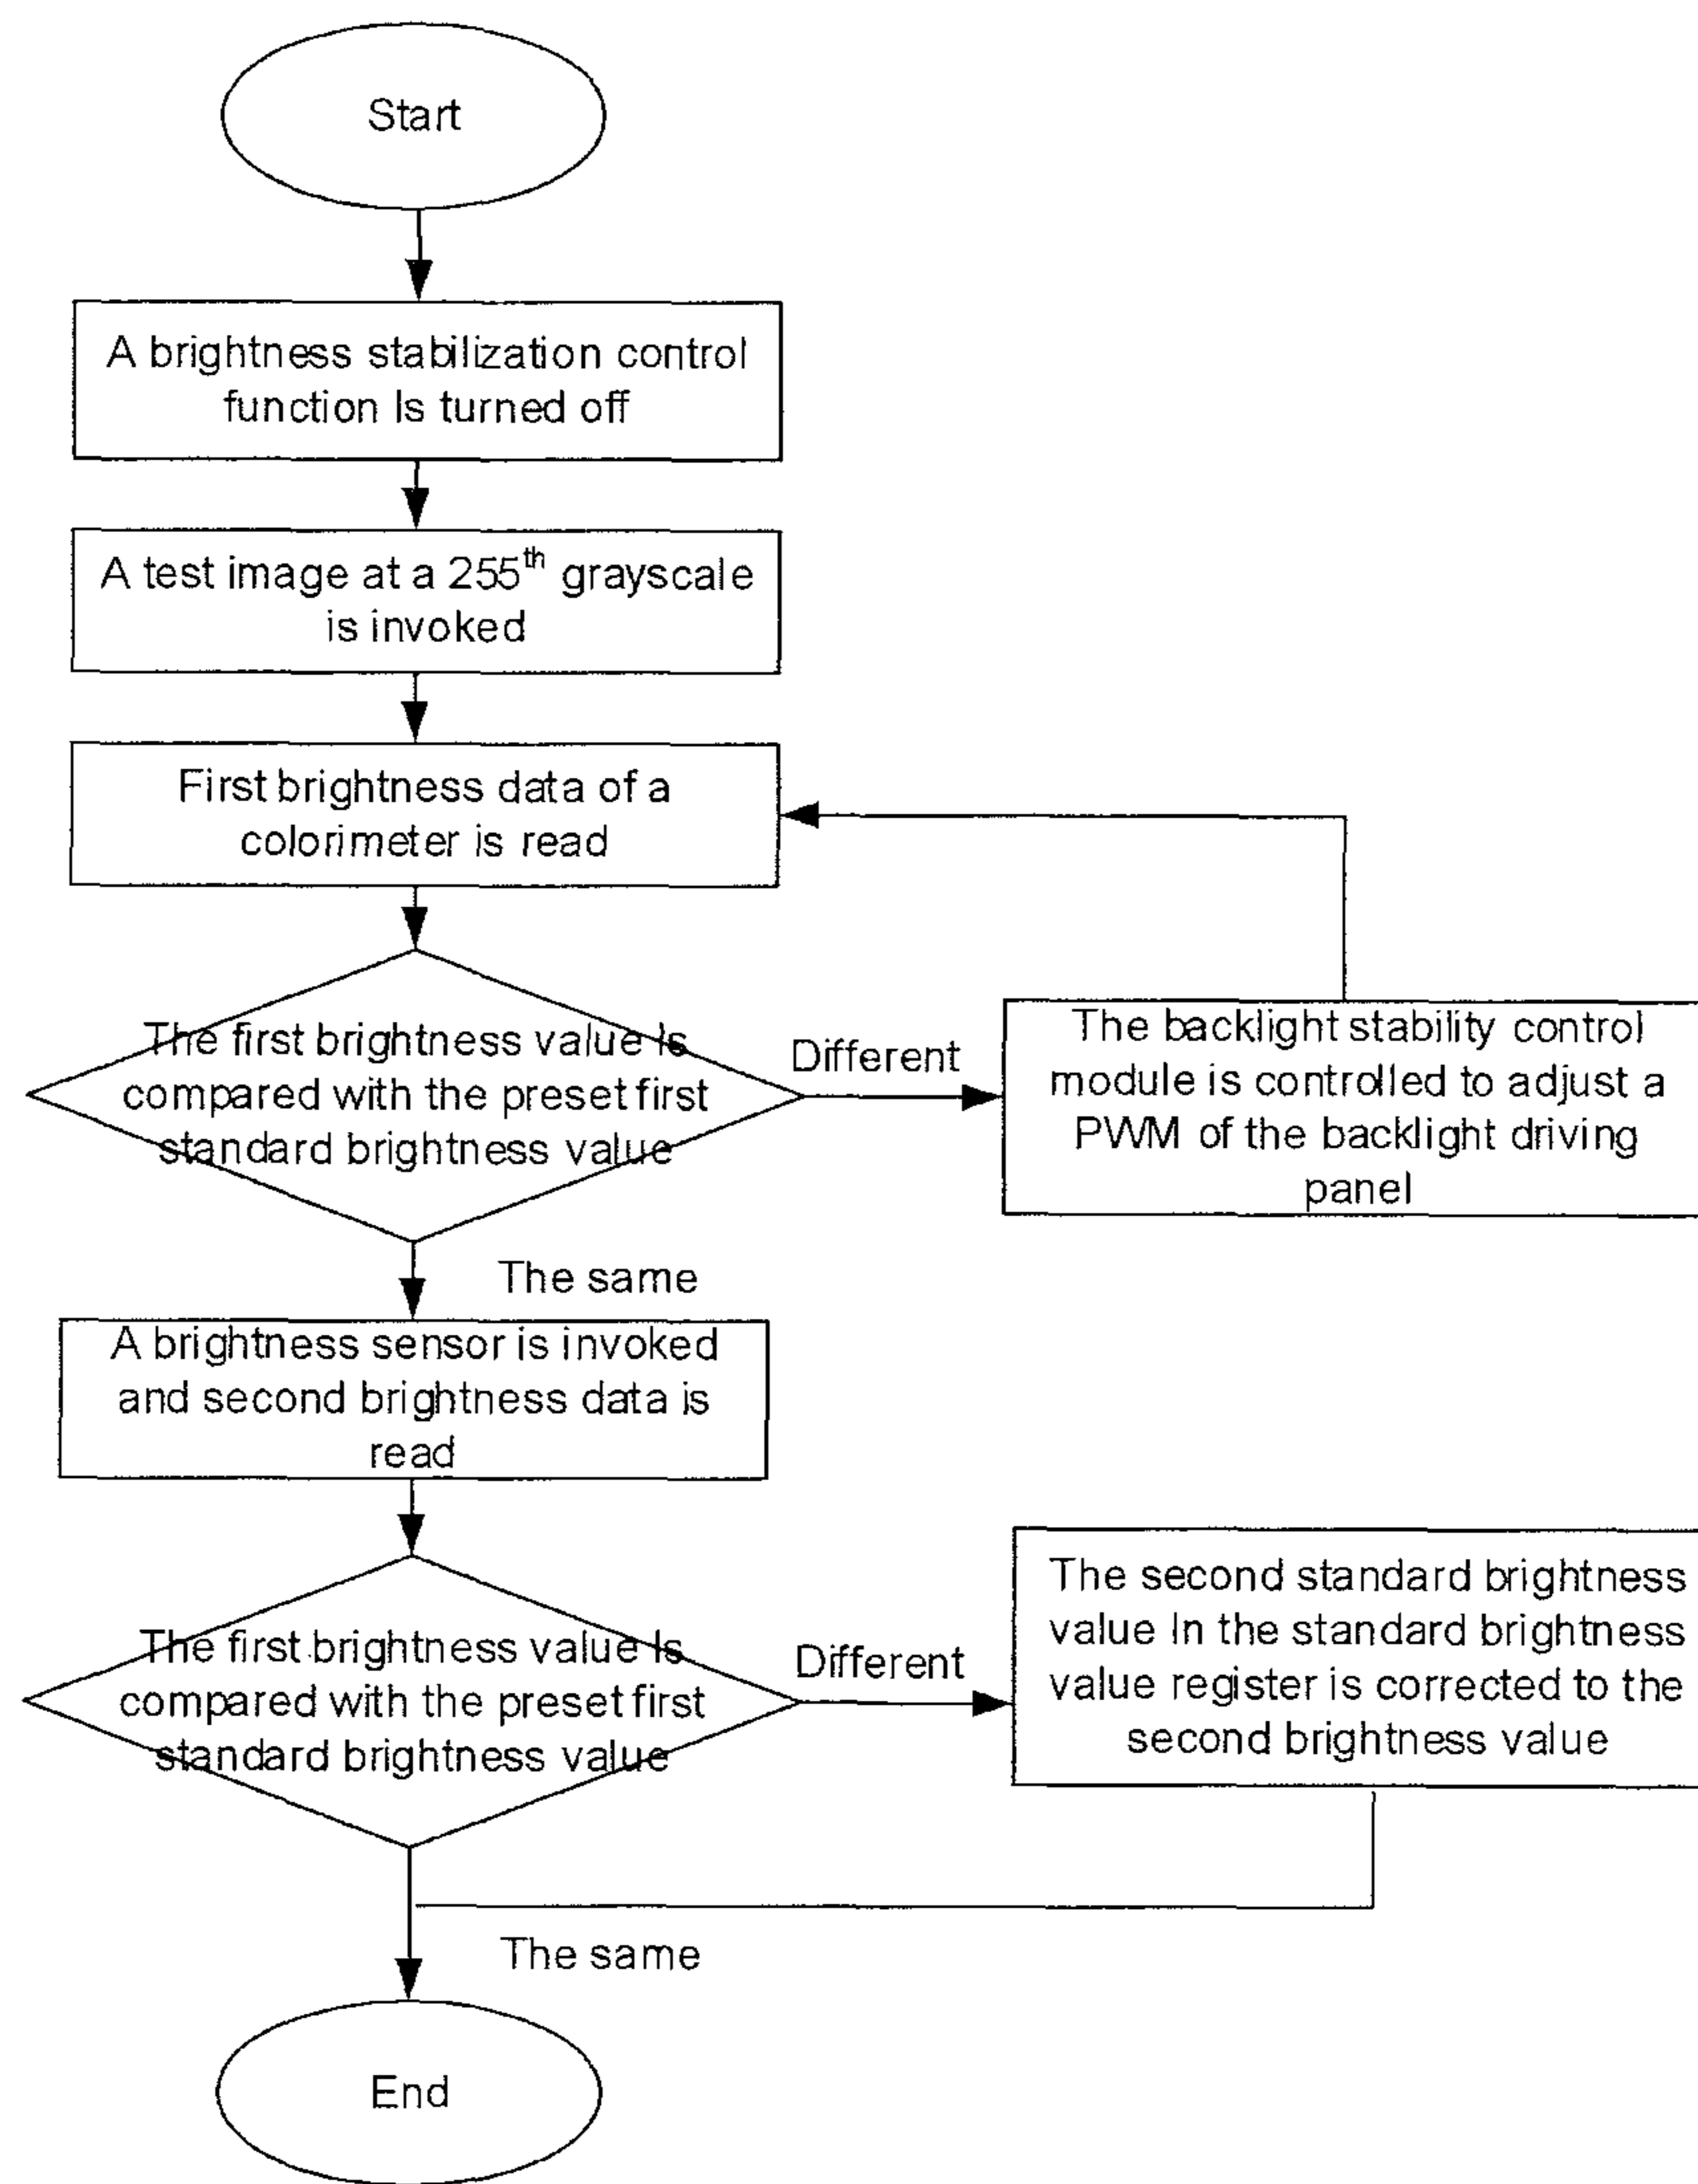 Start
A brightness stabilization control
function Is turned off
A test image at a 255th grayscale
is invoked
First brightness data of a
colorimeter is read
The first brightness value Is
compared with the preset first
standard brightness value
Different
The backlight stability control
module is controlled to adjust a
PWM of the backlight driving
panel
The same
A brightness sensor is invoked
and second brightness data is
read
The first brightness value Is
compared with the preset first
standard brightness value
Different
The second standard brightness
value In the standard brightness
value register is corrected to the
second brightness value
The same
End